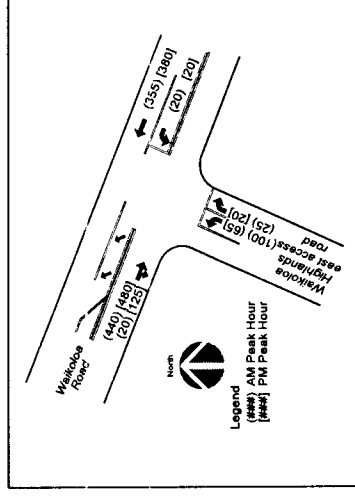 (355) [380]
(20) [20]
Waikoloa
Road
(440) [480]
(20) [125]
(65) (100)
(25) [20]
Waikoloa
Highlands
east access
road
North
Legend
(###) AM Peak Hour
[###] PM Peak Hour